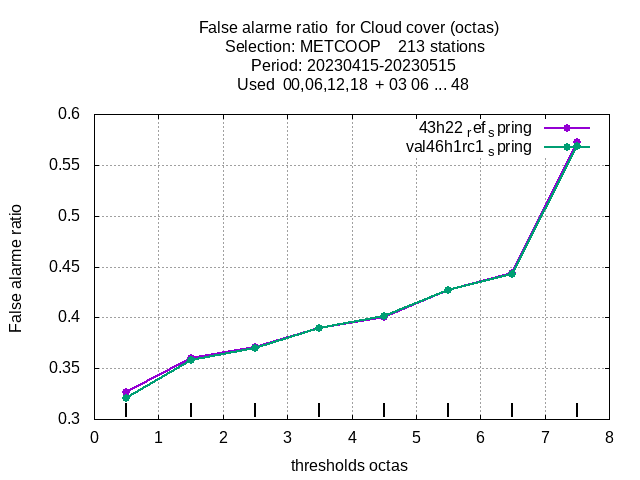 False alarme ratio  for Cloud cover (octas)
Selection: METCOOP    213 stations
Period: 20230415-20230515
Used  00,06,12,18  + 03 06 ... 48
43h22 ref spring
val46h1rc1 spring
0.6
0.55
0.5
0.45
0.4
0.35
0.3
False alarme ratio
0 1 2 3 4 5 6 7 8
thresholds octas